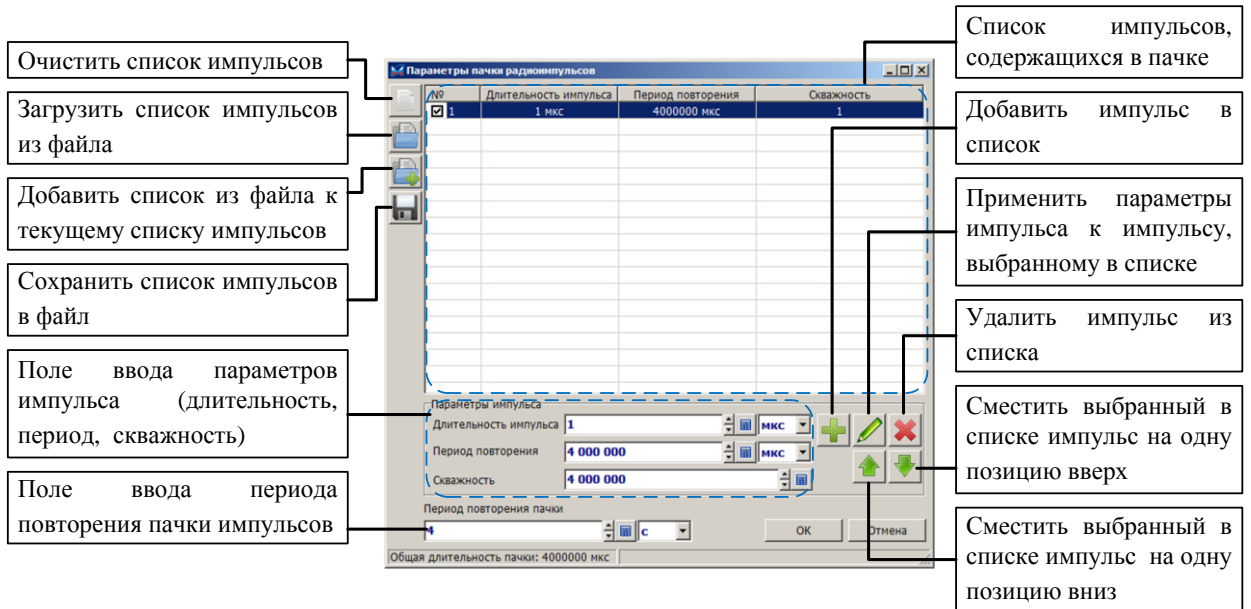 Очистить список импульсов
Загрузить список импульсов
из файла
Добавить список из файла к
текущему списку импульсов
Сохранить список импульсов
в файл
Поле ввода параметров
импульса (длительность,
период, скважность)
Поле ввода периода
повторения пачки импульсов
Параметры пачки радиоимпульсов
№ Длительность импульса Период повторения Скважность
1 1 мкс 4000000 мкс 1
Параметры импульса
Длительность импульса 1 мкс
Период повторения 4 000 000 мкс
Скважность 4 000 000
Период повторения пачки
4 с OK Отмена
Общая длительность пачки: 4000000 мкс
Список импульсов,
содержащихся в пачке
Добавить импульс в
список
Применить параметры
импульса к импульсу,
выбранному в списке
Удалить импульс из
списка
Сместить выбранный в
списке импульс на одну
позицию вверх
Сместить выбранный в
списке импульс на одну
позицию вниз